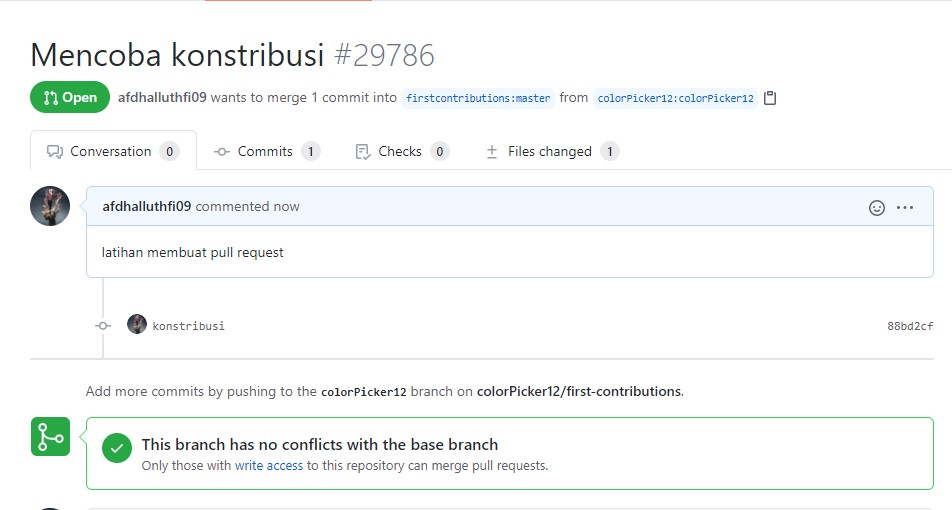 Mencoba konstribusi #29786
Open afdhalluthfi09 wants to merge 1 commit into firstcontributions:master from colorPicker12:colorPicker12
Conversation 0 Commits 1 Checks 0 Files changed 1
afdhalluthfi09 commented now
latihan membuat pull request
konstribusi 88bd2cf
Add more commits by pushing to the colorPicker12 branch on colorPicker12/first-contributions.
This branch has no conflicts with the base branch
Only those with write access to this repository can merge pull requests.